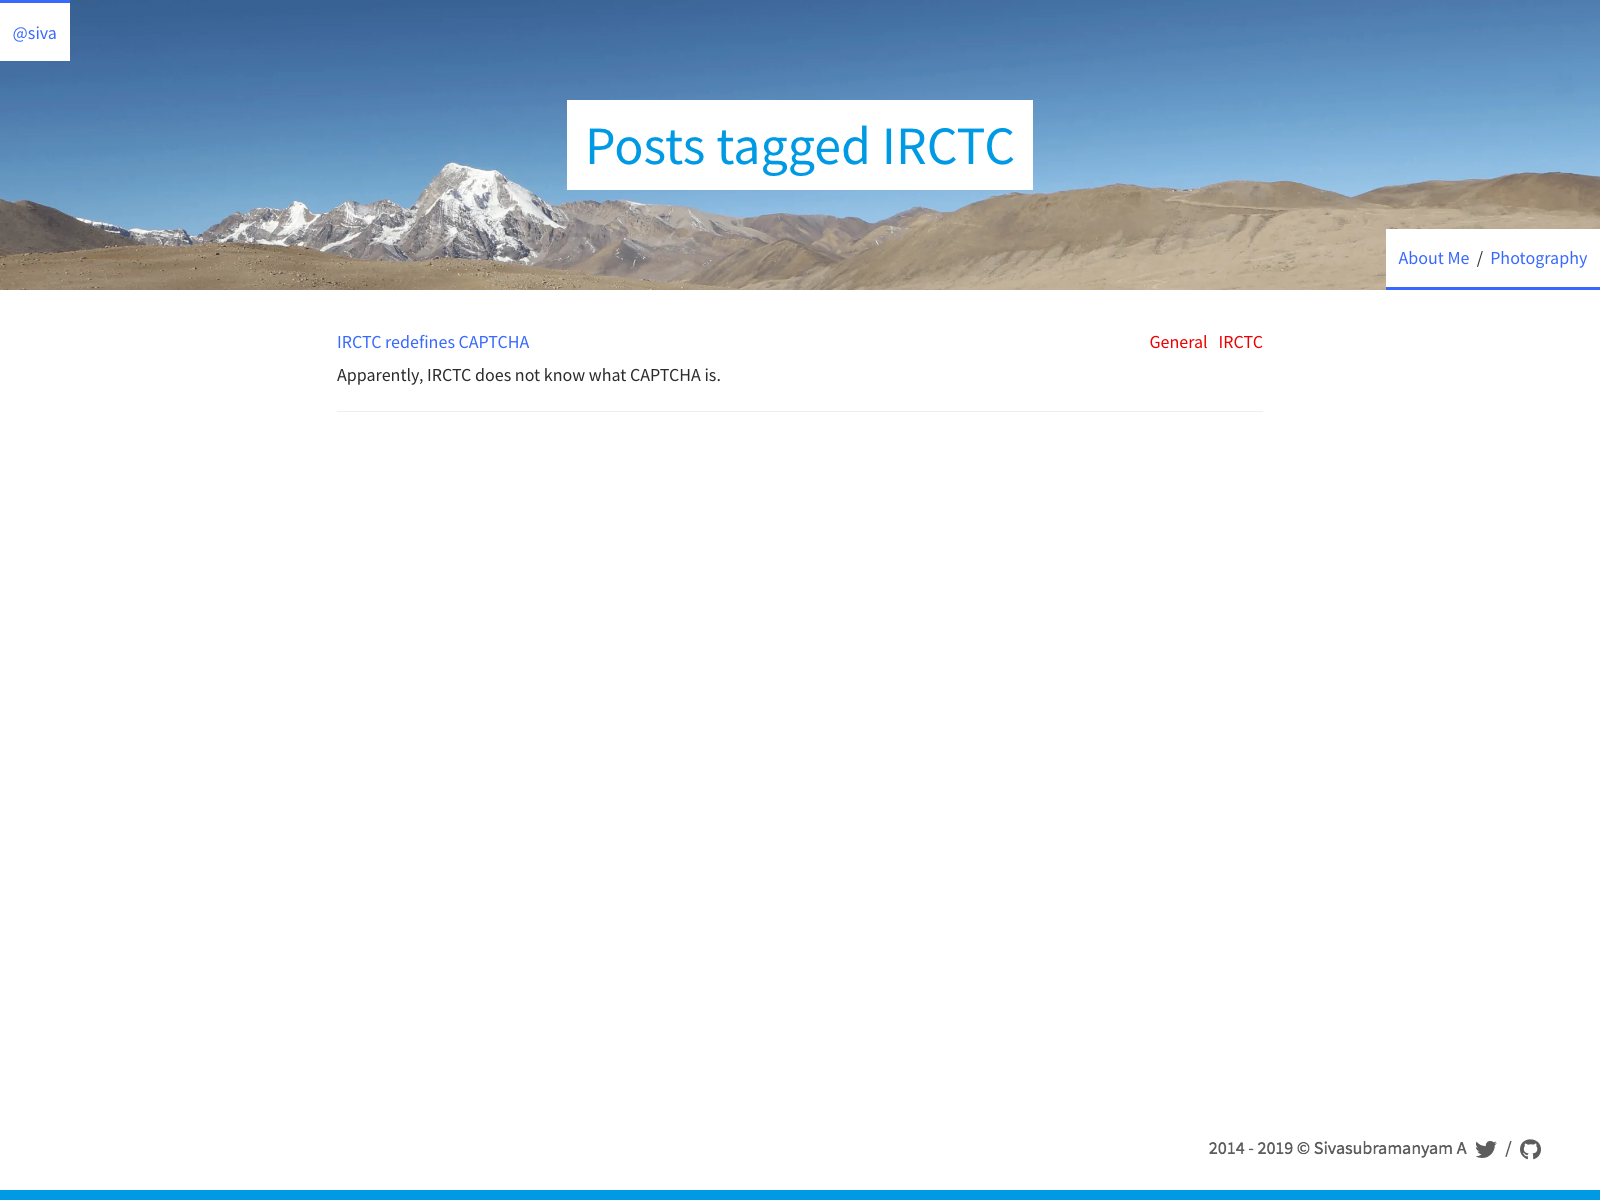 @siva
Posts tagged IRCTC
About Me / Photography
IRCTC redefines CAPTCHA
General IRCTC
Apparently, IRCTC does not know what CAPTCHA is.
2014 - 2019 © Sivasubramanyam A /